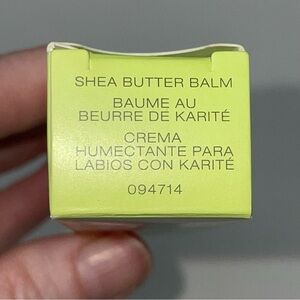 SHEA BUTTER BALM
BAUME AU
BEURRE DE KARITÉ
CREMA
HUMECTANTE PARA
LABIOS CON KARITÉ
094714